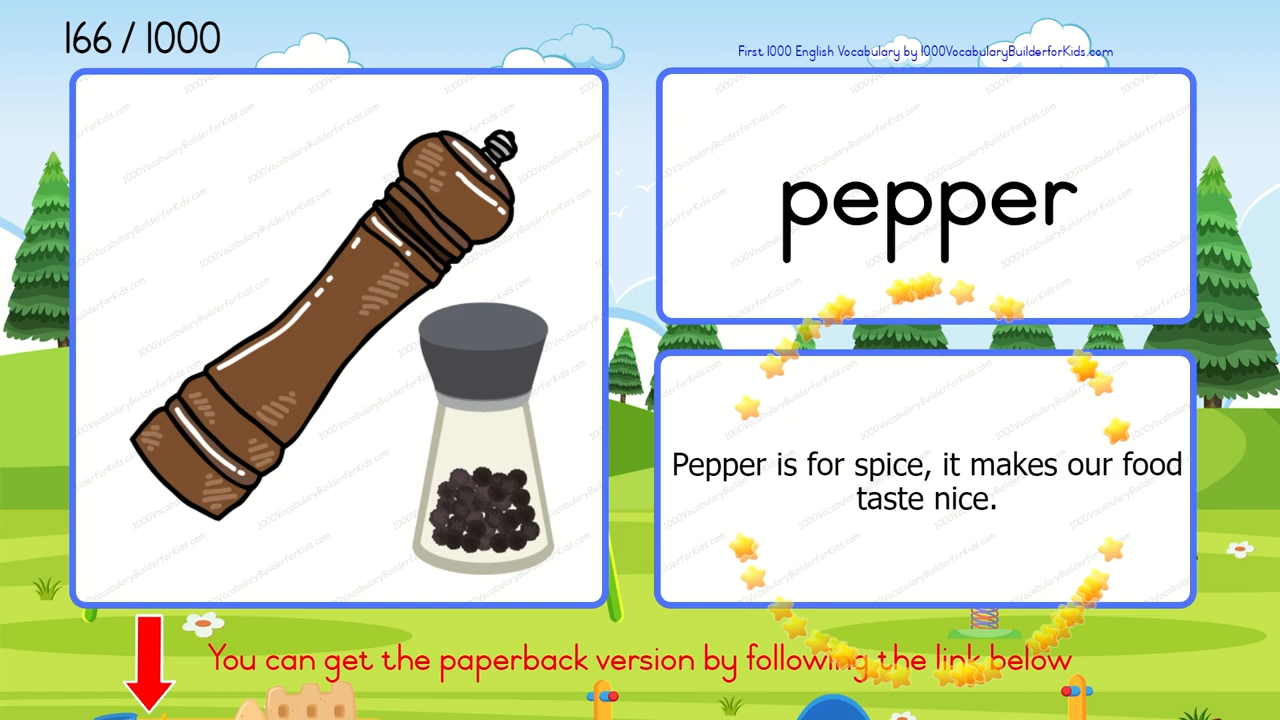 166 / 1000
First 1000 English Vocabulary by 1000VocabularyBuilderforKids.com
pepper
Pepper is for spice, it makes our food
taste nice.
You can get the paperback version by following the link below